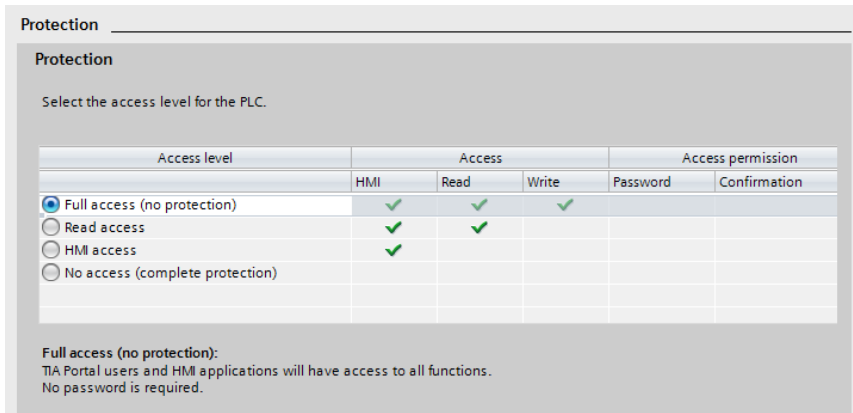 Protection
Protection
Select the access level for the PLC.
Access level Access Access permission
HMI Read Write Password Confirmation
Full access (no protection)
Read access
HMI access
No access (complete protection)
Full access (no protection):
TIA Portal users and HMI applications will have access to all functions.
No password is required.